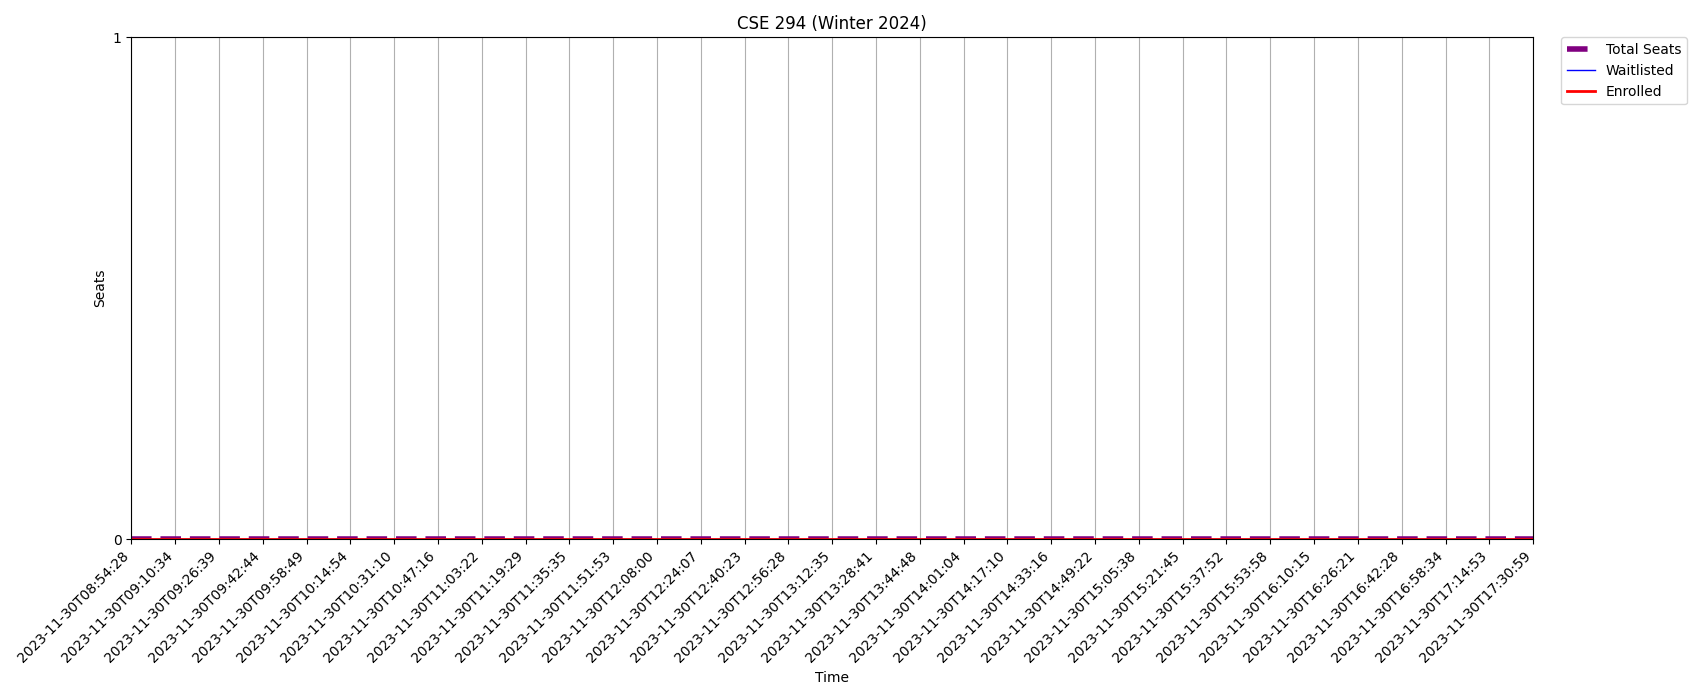 CSE 294 (Winter 2024)
1
0
Seats
Total Seats
Waitlisted
Enrolled
2023-11-30T08:54:28
2023-11-30T09:10:34
2023-11-30T09:26:39
2023-11-30T09:42:44
2023-11-30T09:58:49
2023-11-30T10:14:54
2023-11-30T10:31:10
2023-11-30T10:47:16
2023-11-30T11:03:22
2023-11-30T11:19:29
2023-11-30T11:35:35
2023-11-30T11:51:53
2023-11-30T12:08:00
2023-11-30T12:24:07
2023-11-30T12:40:23
2023-11-30T12:56:28
2023-11-30T13:12:35
2023-11-30T13:28:41
2023-11-30T13:44:48
2023-11-30T14:01:04
2023-11-30T14:17:10
2023-11-30T14:33:16
2023-11-30T14:49:22
2023-11-30T15:05:38
2023-11-30T15:21:45
2023-11-30T15:37:52
2023-11-30T15:53:58
2023-11-30T16:10:15
2023-11-30T16:26:21
2023-11-30T16:42:28
2023-11-30T16:58:34
2023-11-30T17:14:53
2023-11-30T17:30:59
Time